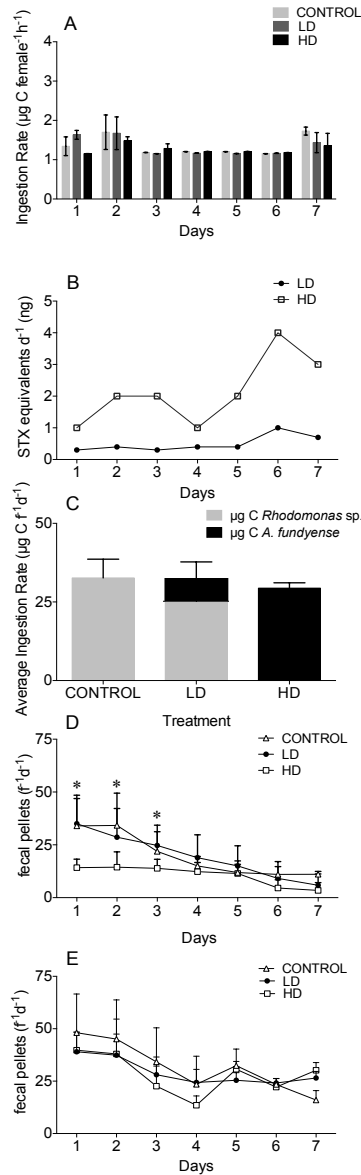 A
CONTROL
LD
HD
Ingestion Rate (µg C female⁻¹h⁻¹)
4
3
2
1
0
1 2 3 4 5 6 7
Days
B
LD
HD
STX equivalents d⁻¹ (ng)
5
4
3
2
1
0
1 2 3 4 5 6 7
Days
C
µg C Rhodomonas sp.
µg C A. fundyense
Average Ingestion Rate (µg C f⁻¹d⁻¹)
50
25
0
CONTROL LD HD
Treatment
D
CONTROL
LD
HD
fecal pellets (f⁻¹d⁻¹)
75
50
25
0
* * *
1 2 3 4 5 6 7
Days
E
CONTROL
LD
HD
fecal pellets (f⁻¹d⁻¹)
75
50
25
0
1 2 3 4 5 6 7